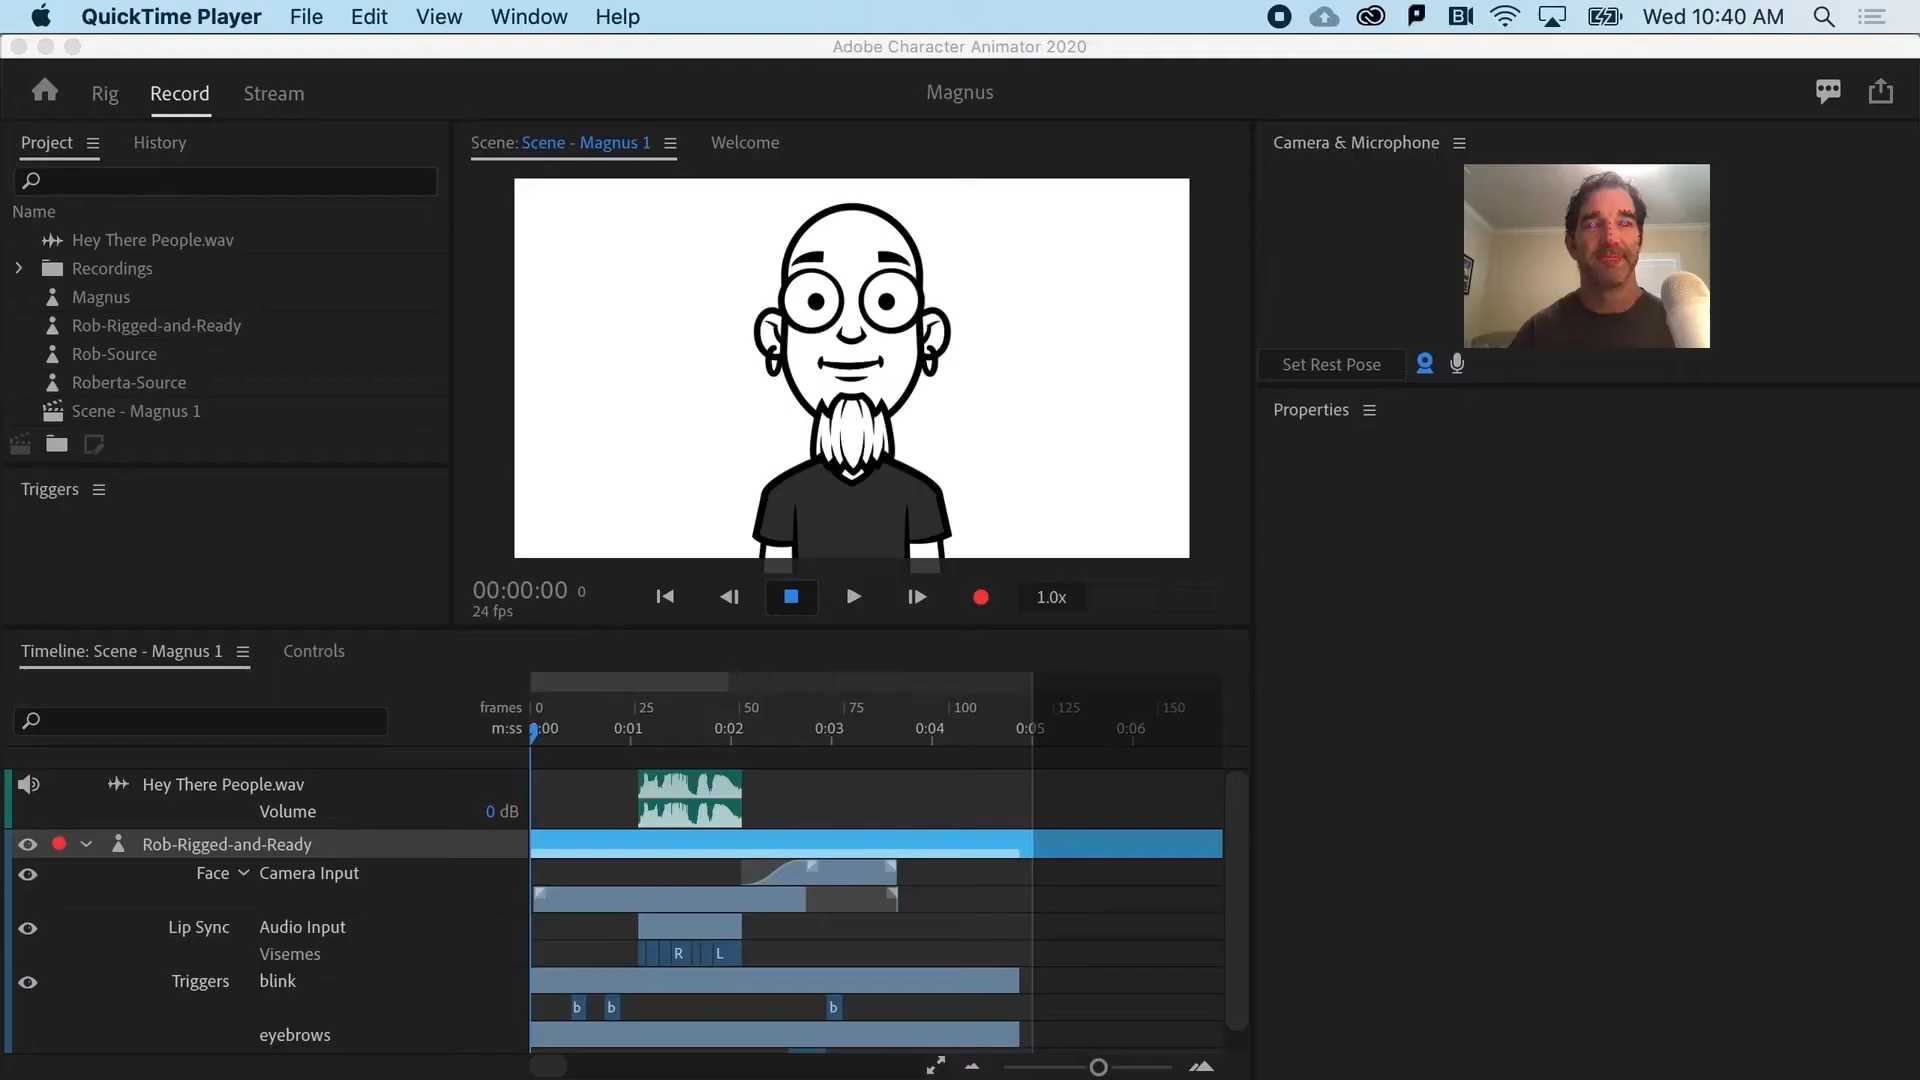 QuickTime Player File Edit View Window Help Wed 10:40 AM
Adobe Character Animator 2020
Rig Record Stream Magnus
Project History
Scene: Scene - Magnus 1 Welcome
Camera & Microphone
Name
Hey There People.wav
Recordings
Magnus
Rob-Rigged-and-Ready
Rob-Source
Roberta-Source
Scene - Magnus 1
Set Rest Pose
Properties
Triggers
00:00:00 0
24 fps
1.0x
Timeline: Scene - Magnus 1 Controls
frames 0 25 50 75 100 125 150
m:ss 0:00 0:01 0:02 0:03 0:04 0:05 0:06
Hey There People.wav
Volume 0 dB
Rob-Rigged-and-Ready
Face Camera Input
Lip Sync Audio Input
Visemes R L
Triggers blink
b b b
eyebrows